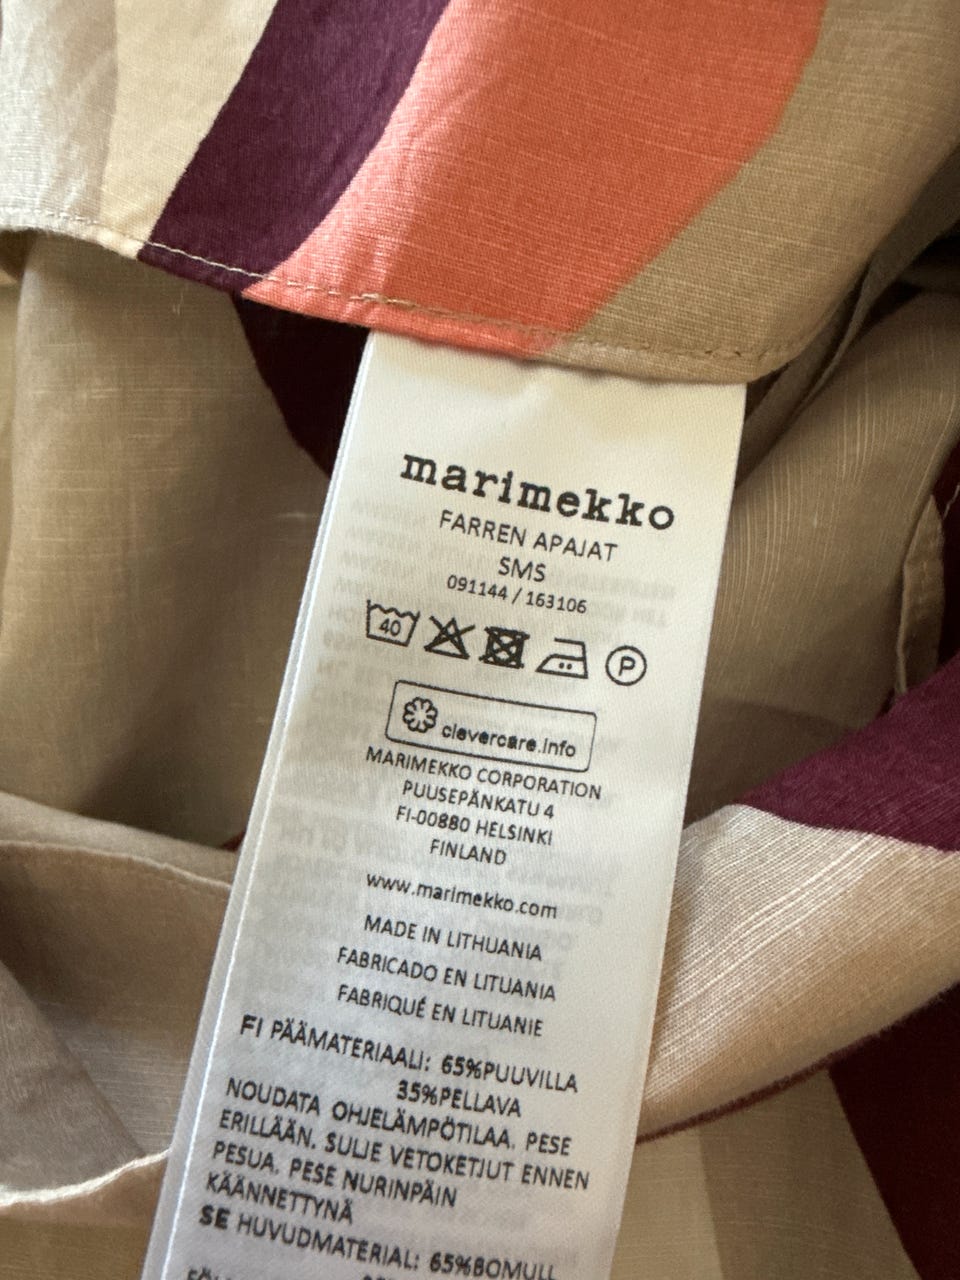 marimekko
FARREN APAJAT
SMS
091144 / 163106
40
P
clevercare.info
MARIMEKKO CORPORATION
PUUSEPÄNKATU 4
FI-00880 HELSINKI
FINLAND
www.marimekko.com
MADE IN LITHUANIA
FABRICADO EN LITUANIA
FABRIQUÉ EN LITUANIE
FI PÄÄMATERIAALI: 65%PUUVILLA
35%PELLAVA
NOUDATA OHJELÄMPÖTILAA. PESE
ERILLÄÄN. SULJE VETOKETJUT ENNEN
PESUA. PESE NURINPÄIN
KÄÄNNETTYNÄ
SE HUVUDMATERIAL: 65%BOMULL